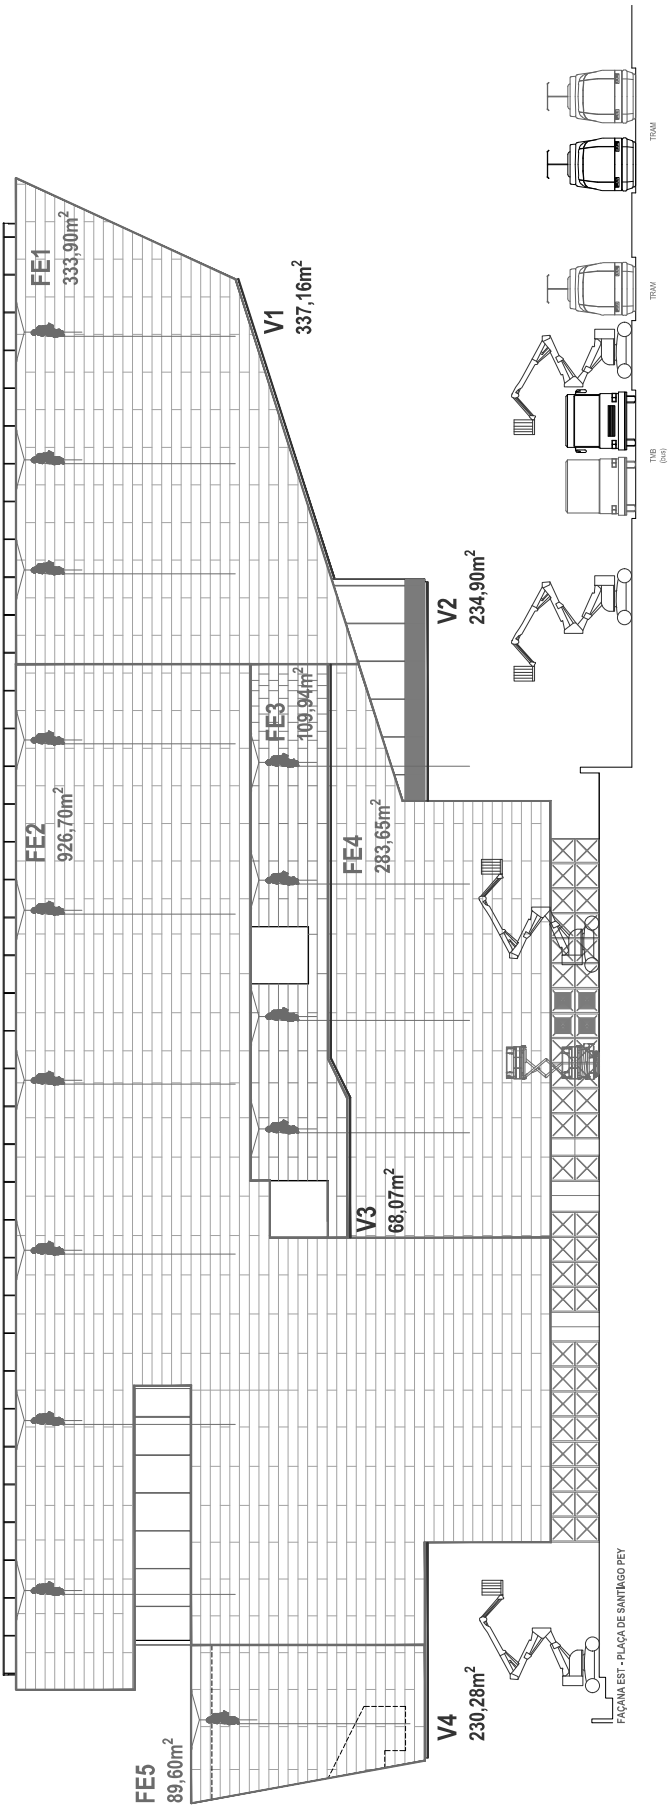 FE5
89,60m²
V4
230,28m²
FAÇANA EST - PLAÇA DE SANTIAGO PEY
FE2
926,70m²
V3
68,07m²
FE4
283,65m²
FE3
109,94m²
V2
234,90m²
FE1
333,90m²
V1
337,16m²
TMB
(bus)
TRAM
TRAM